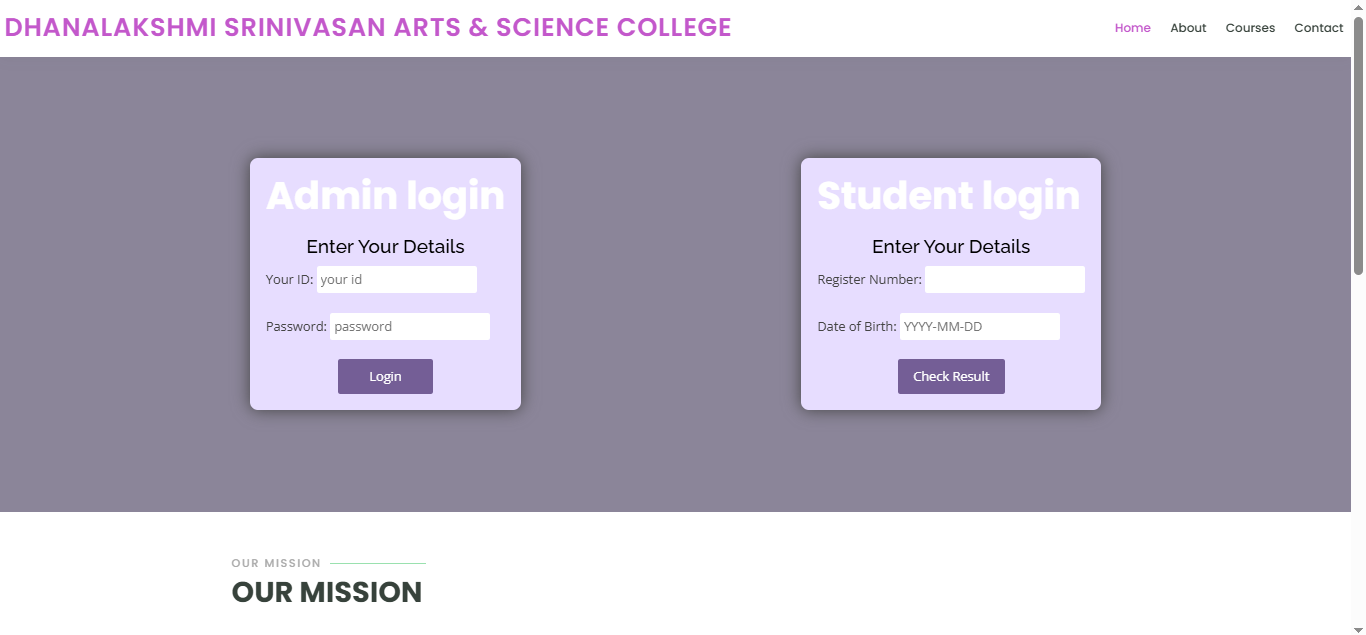 DHANALAKSHMI SRINIVASAN ARTS & SCIENCE COLLEGE
Home About Courses Contact
Admin login
Enter Your Details
Your ID: your id
Password: password
Login
Student login
Enter Your Details
Register Number:
Date of Birth: YYYY-MM-DD
Check Result
OUR MISSION
OUR MISSION